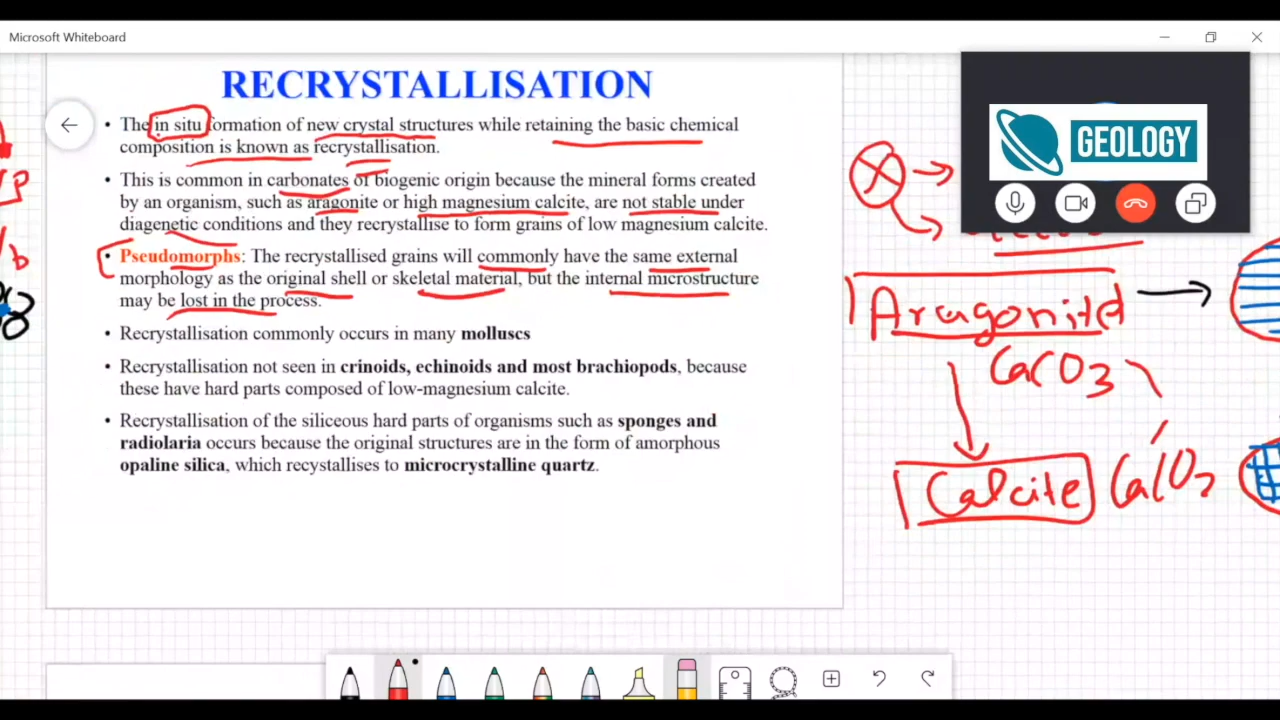 Microsoft Whiteboard
RECRYSTALLISATION
• The in situ formation of new crystal structures while retaining the basic chemical
composition is known as recrystallisation.
• This is common in carbonates of biogenic origin because the mineral forms created
by an organism, such as aragonite or high magnesium calcite, are not stable under
diagenetic conditions and they recrystallise to form grains of low magnesium calcite.
• Pseudomorphs: The recrystallised grains will commonly have the same external
morphology as the original shell or skeletal material, but the internal microstructure
may be lost in the process.
• Recrystallisation commonly occurs in many molluscs
• Recrystallisation not seen in crinoids, echinoids and most brachiopods, because
these have hard parts composed of low-magnesium calcite.
• Recrystallisation of the siliceous hard parts of organisms such as sponges and
radiolaria occurs because the original structures are in the form of amorphous
opaline silica, which recystallises to microcrystalline quartz.
GEOLOGY
Aragonite
CaCO3
Calcite CaCO3